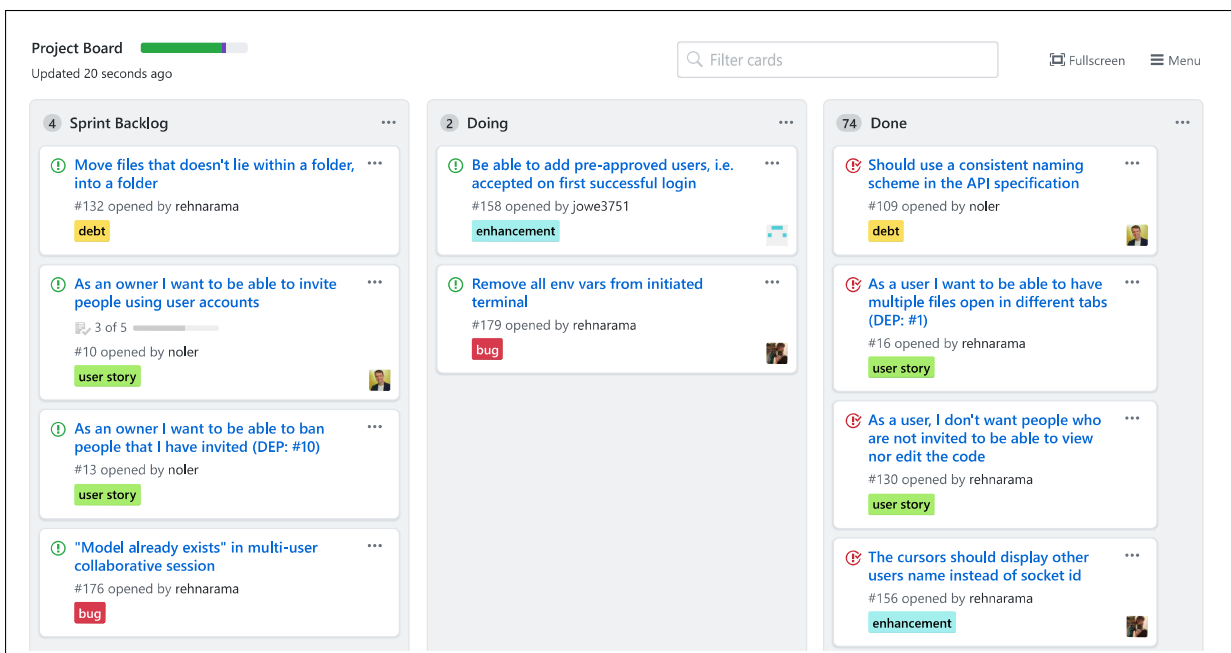 Project Board
Updated 20 seconds ago
Filter cards
Fullscreen
Menu
4 Sprint Backlog
Move files that doesn't lie within a folder,
into a folder
#132 opened by rehnarama
debt
As an owner I want to be able to invite
people using user accounts
3 of 5
#10 opened by noler
user story
As an owner I want to be able to ban
people that I have invited (DEP: #10)
#13 opened by noler
user story
"Model already exists" in multi-user
collaborative session
#176 opened by rehnarama
bug
2 Doing
Be able to add pre-approved users, i.e.
accepted on first successful login
#158 opened by jowe3751
enhancement
Remove all env vars from initiated
terminal
#179 opened by rehnarama
bug
74 Done
Should use a consistent naming
scheme in the API specification
#109 opened by noler
debt
As a user I want to be able to have
multiple files open in different tabs
(DEP: #1)
#16 opened by rehnarama
user story
As a user, I don't want people who
are not invited to be able to view
nor edit the code
#130 opened by rehnarama
user story
The cursors should display other
users name instead of socket id
#156 opened by rehnarama
enhancement